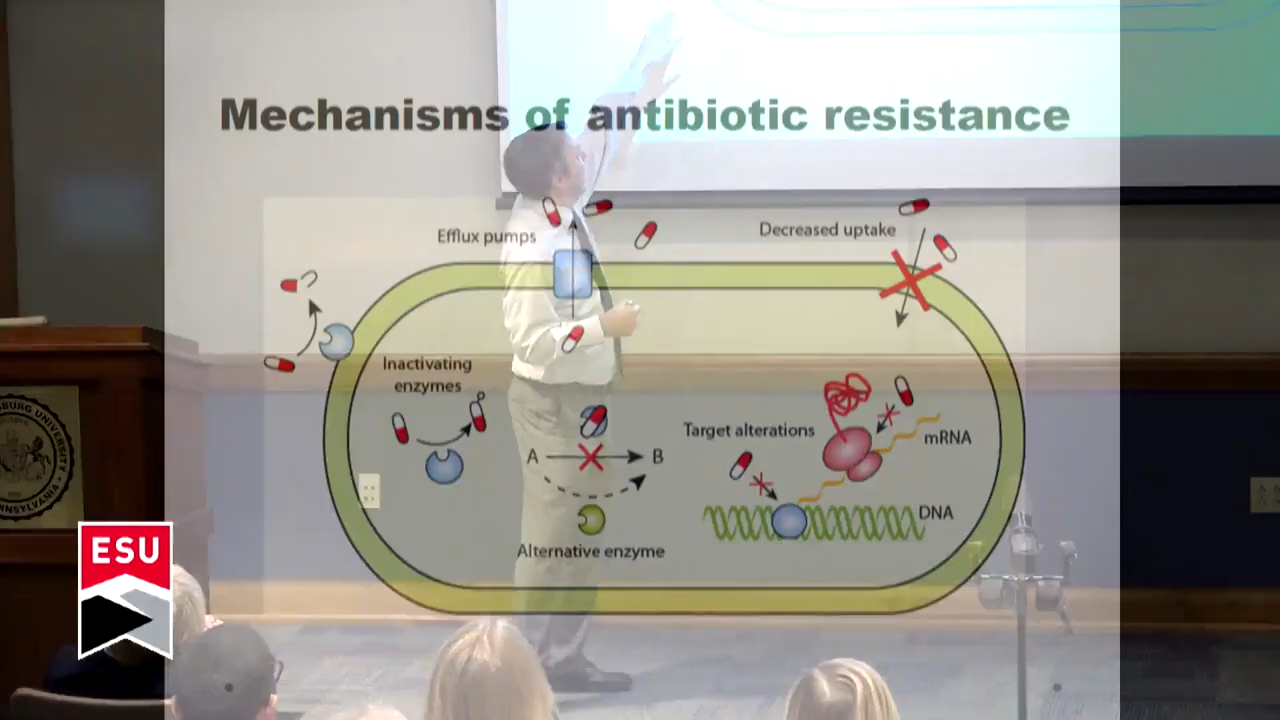 Mechanisms of antibiotic resistance
Efflux pumps
Decreased uptake
Inactivating
enzymes
Target alterations
mRNA
A
B
DNA
Alternative enzyme
ESU